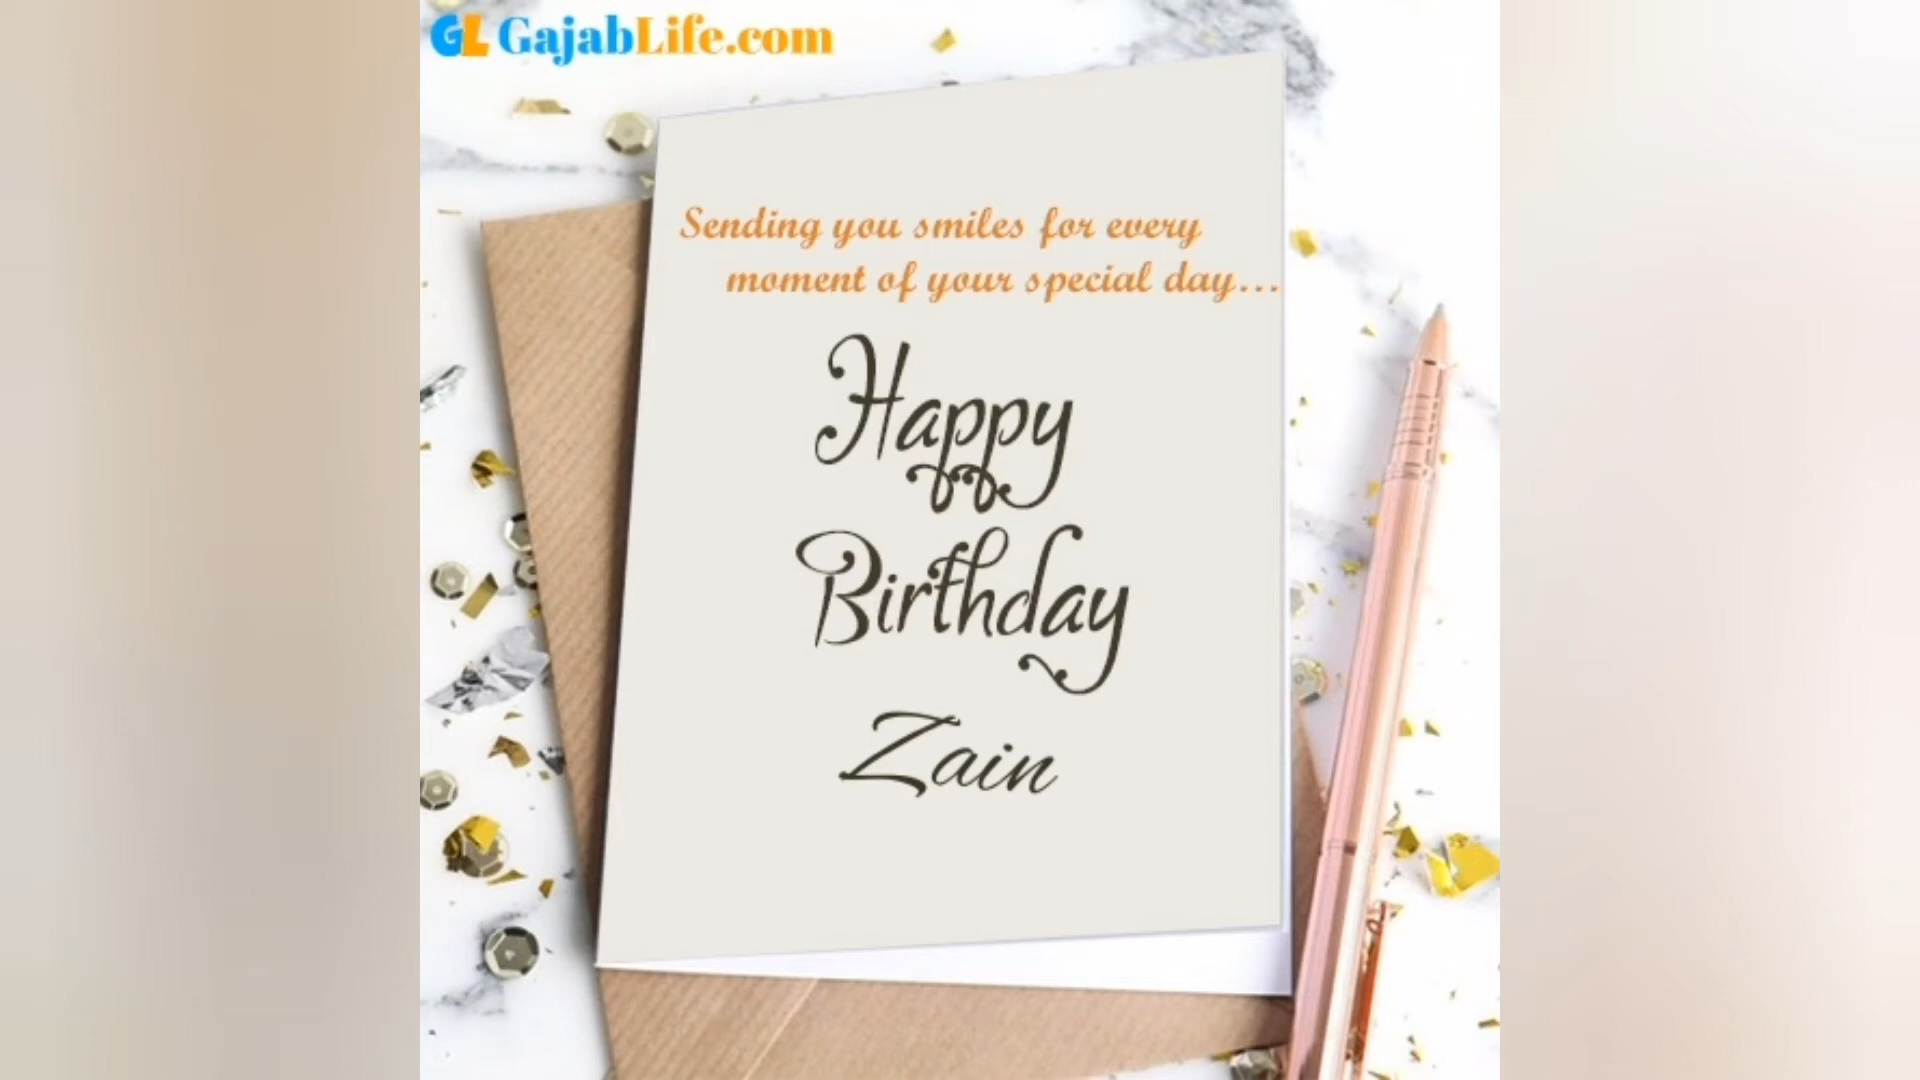 GL GajabLife.com
Sending you smiles for every
moment of your special day...
Happy
Birthday
Zain